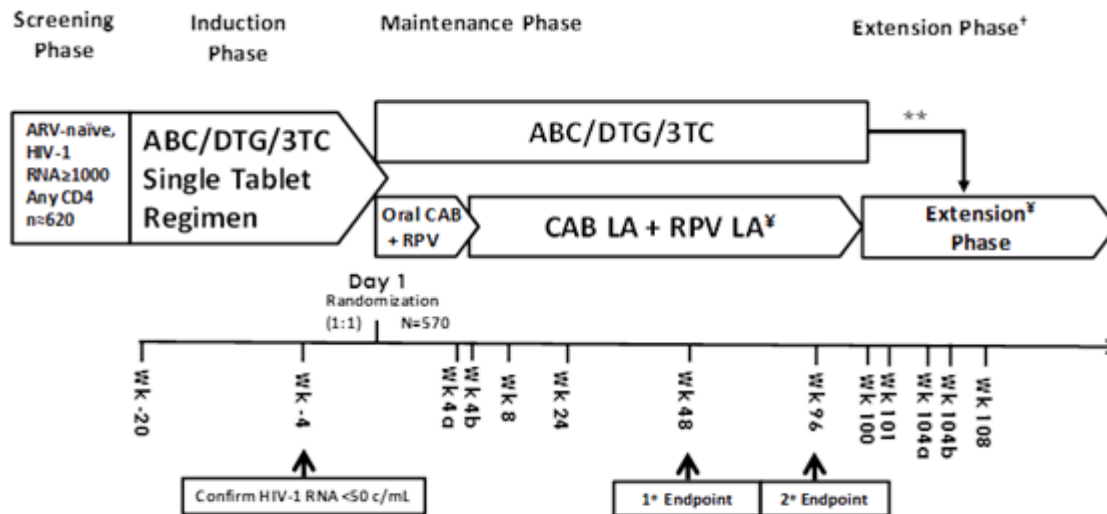 Screening
Phase
Induction
Phase
Maintenance Phase
Extension Phase†
ARV-naïve,
HIV-1
RNA≥1000
Any CD4
n≈620
ABC/DTG/3TC
Single Tablet
Regimen
ABC/DTG/3TC
**
Oral CAB
+ RPV
CAB LA + RPV LA¥
Extension¥
Phase
Day 1
Randomization
(1:1) N=570
wk -20
wk -4
wk 4a
wk 4b
wk 8
wk 24
wk 48
wk 96
wk 100
wk 101
wk 104a
wk 104b
wk 108
Confirm HIV-1 RNA <50 c/mL
1° Endpoint
2° Endpoint